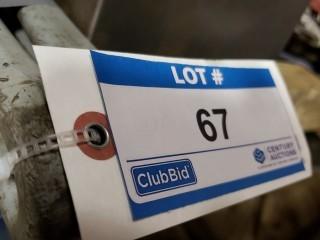 LOT #
67
ClubBid
CENTURY
AUCTIONS